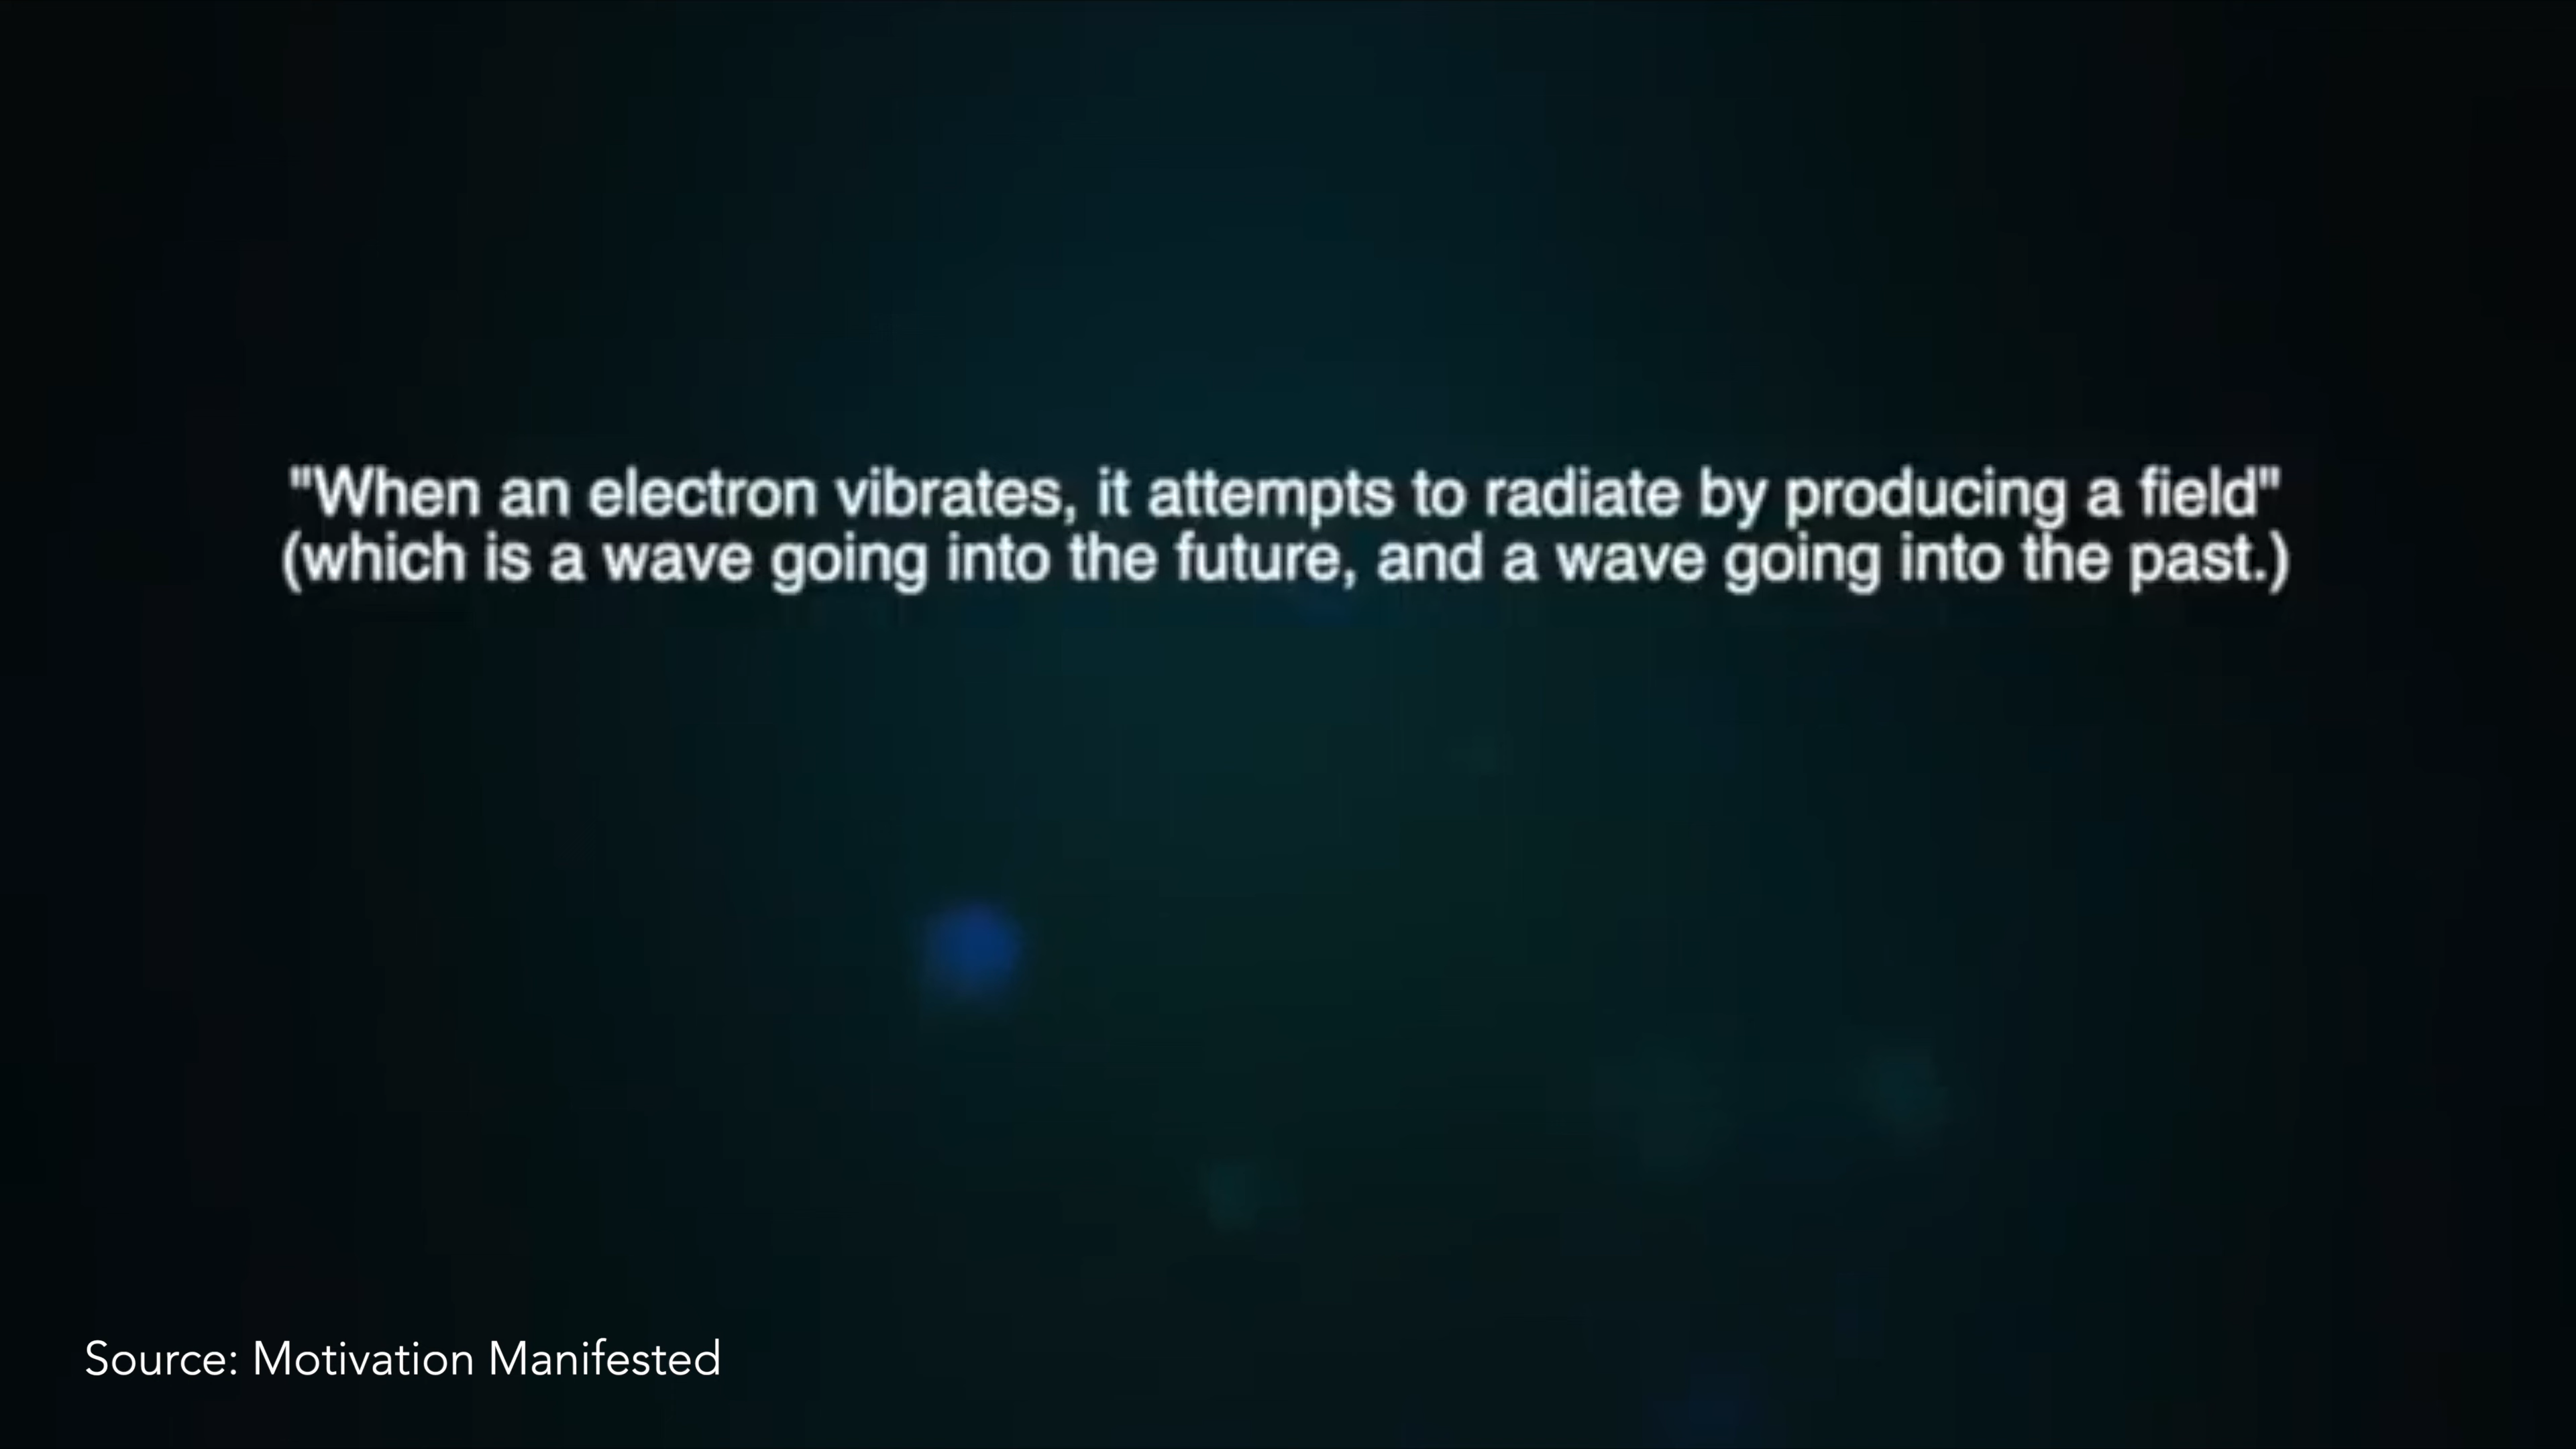 "When an electron vibrates, it attempts to radiate by producing a field"
(which is a wave going into the future, and a wave going into the past.)
Source: Motivation Manifested